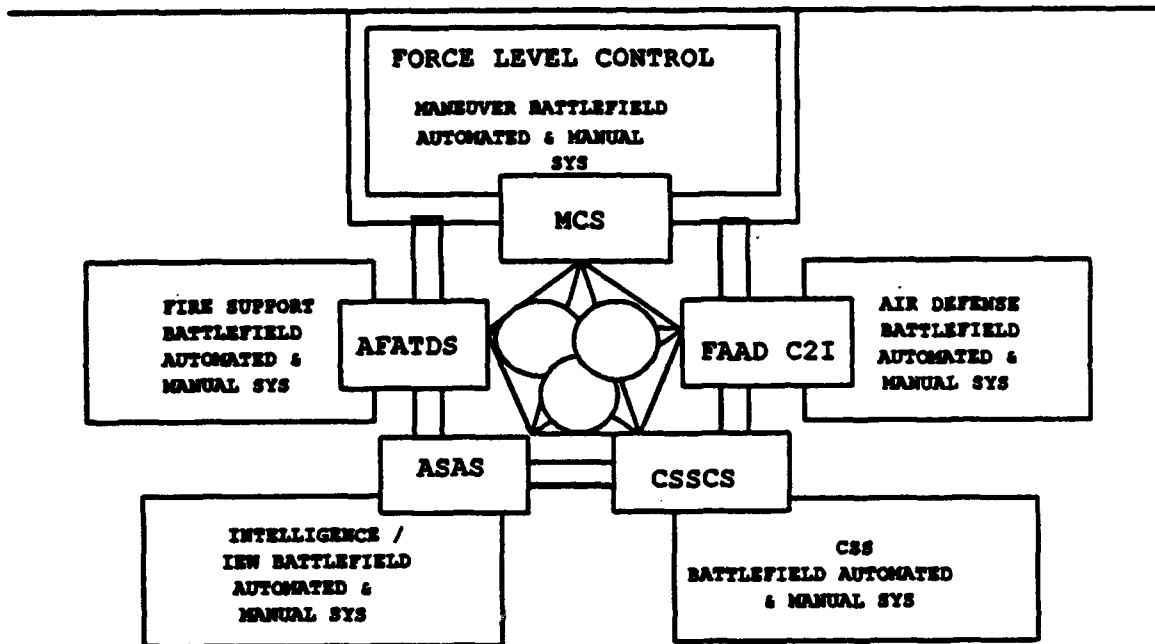 FORCE LEVEL CONTROL
MANEUVER BATTLEFIELD
AUTOMATED & MANUAL
SYS
MCS
FIRE SUPPORT
BATTLEFIELD
AUTOMATED &
MANUAL SYS
AFATDS
FAAD C2I
AIR DEFENSE
BATTLEFIELD
AUTOMATED &
MANUAL SYS
ASAS
CSSCS
INTELLIGENCE /
IEW BATTLEFIELD
AUTOMATED &
MANUAL SYS
CSS
BATTLEFIELD AUTOMATED
& MANUAL SYS